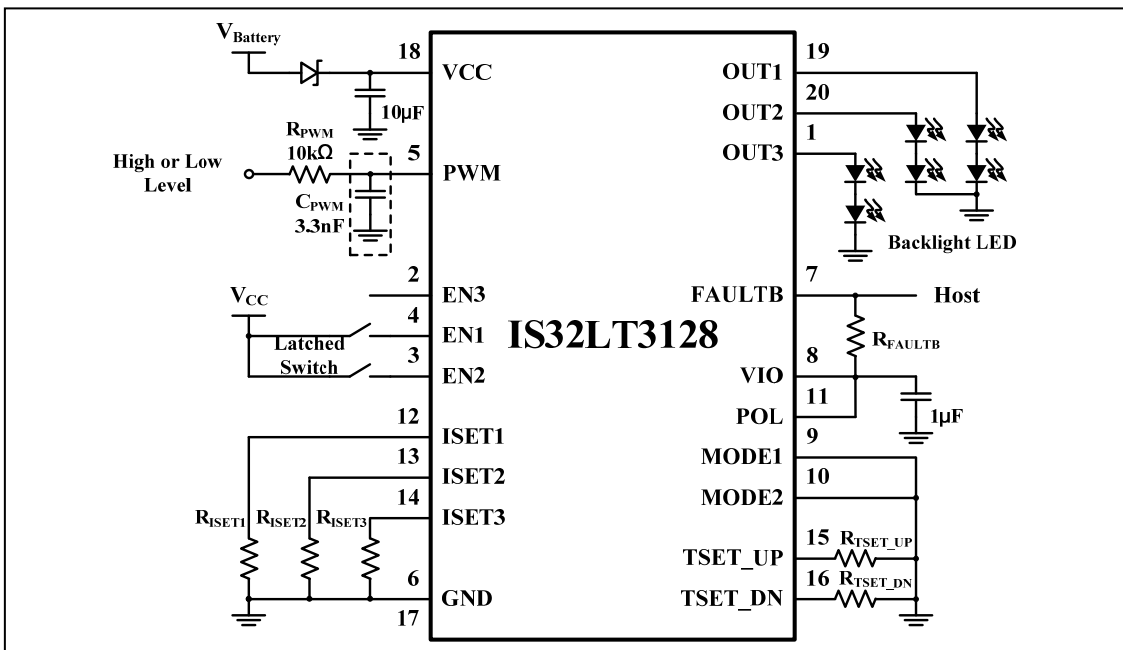 V_Battery
18
VCC
10µF
R_PWM
10kΩ
High or Low
Level
5
PWM
C_PWM
3.3nF
2
EN3
V_CC
4
EN1
Latched
Switch
3
EN2
12
ISET1
13
ISET2
14
ISET3
R_ISET1
R_ISET2
R_ISET3
6
GND
17
IS32LT3128
19
OUT1
20
OUT2
1
OUT3
Backlight LED
7
FAULTB
Host
R_FAULTB
8
VIO
11
POL
1µF
9
MODE1
10
MODE2
15
TSET_UP
R_TSET_UP
16
TSET_DN
R_TSET_DN